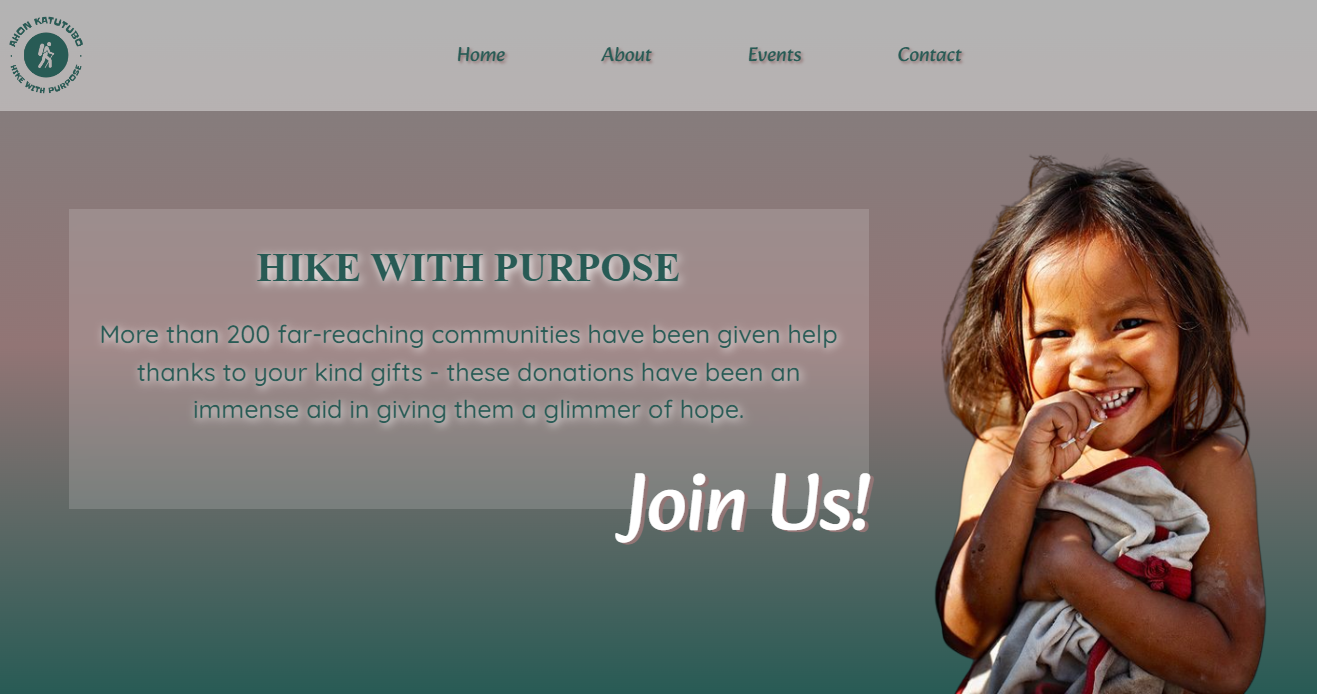 AHON KATUTUBO
HIKE WITH PURPOSE
Home About Events Contact
HIKE WITH PURPOSE
More than 200 far-reaching communities have been given help
thanks to your kind gifts - these donations have been an
immense aid in giving them a glimmer of hope.
Join Us!